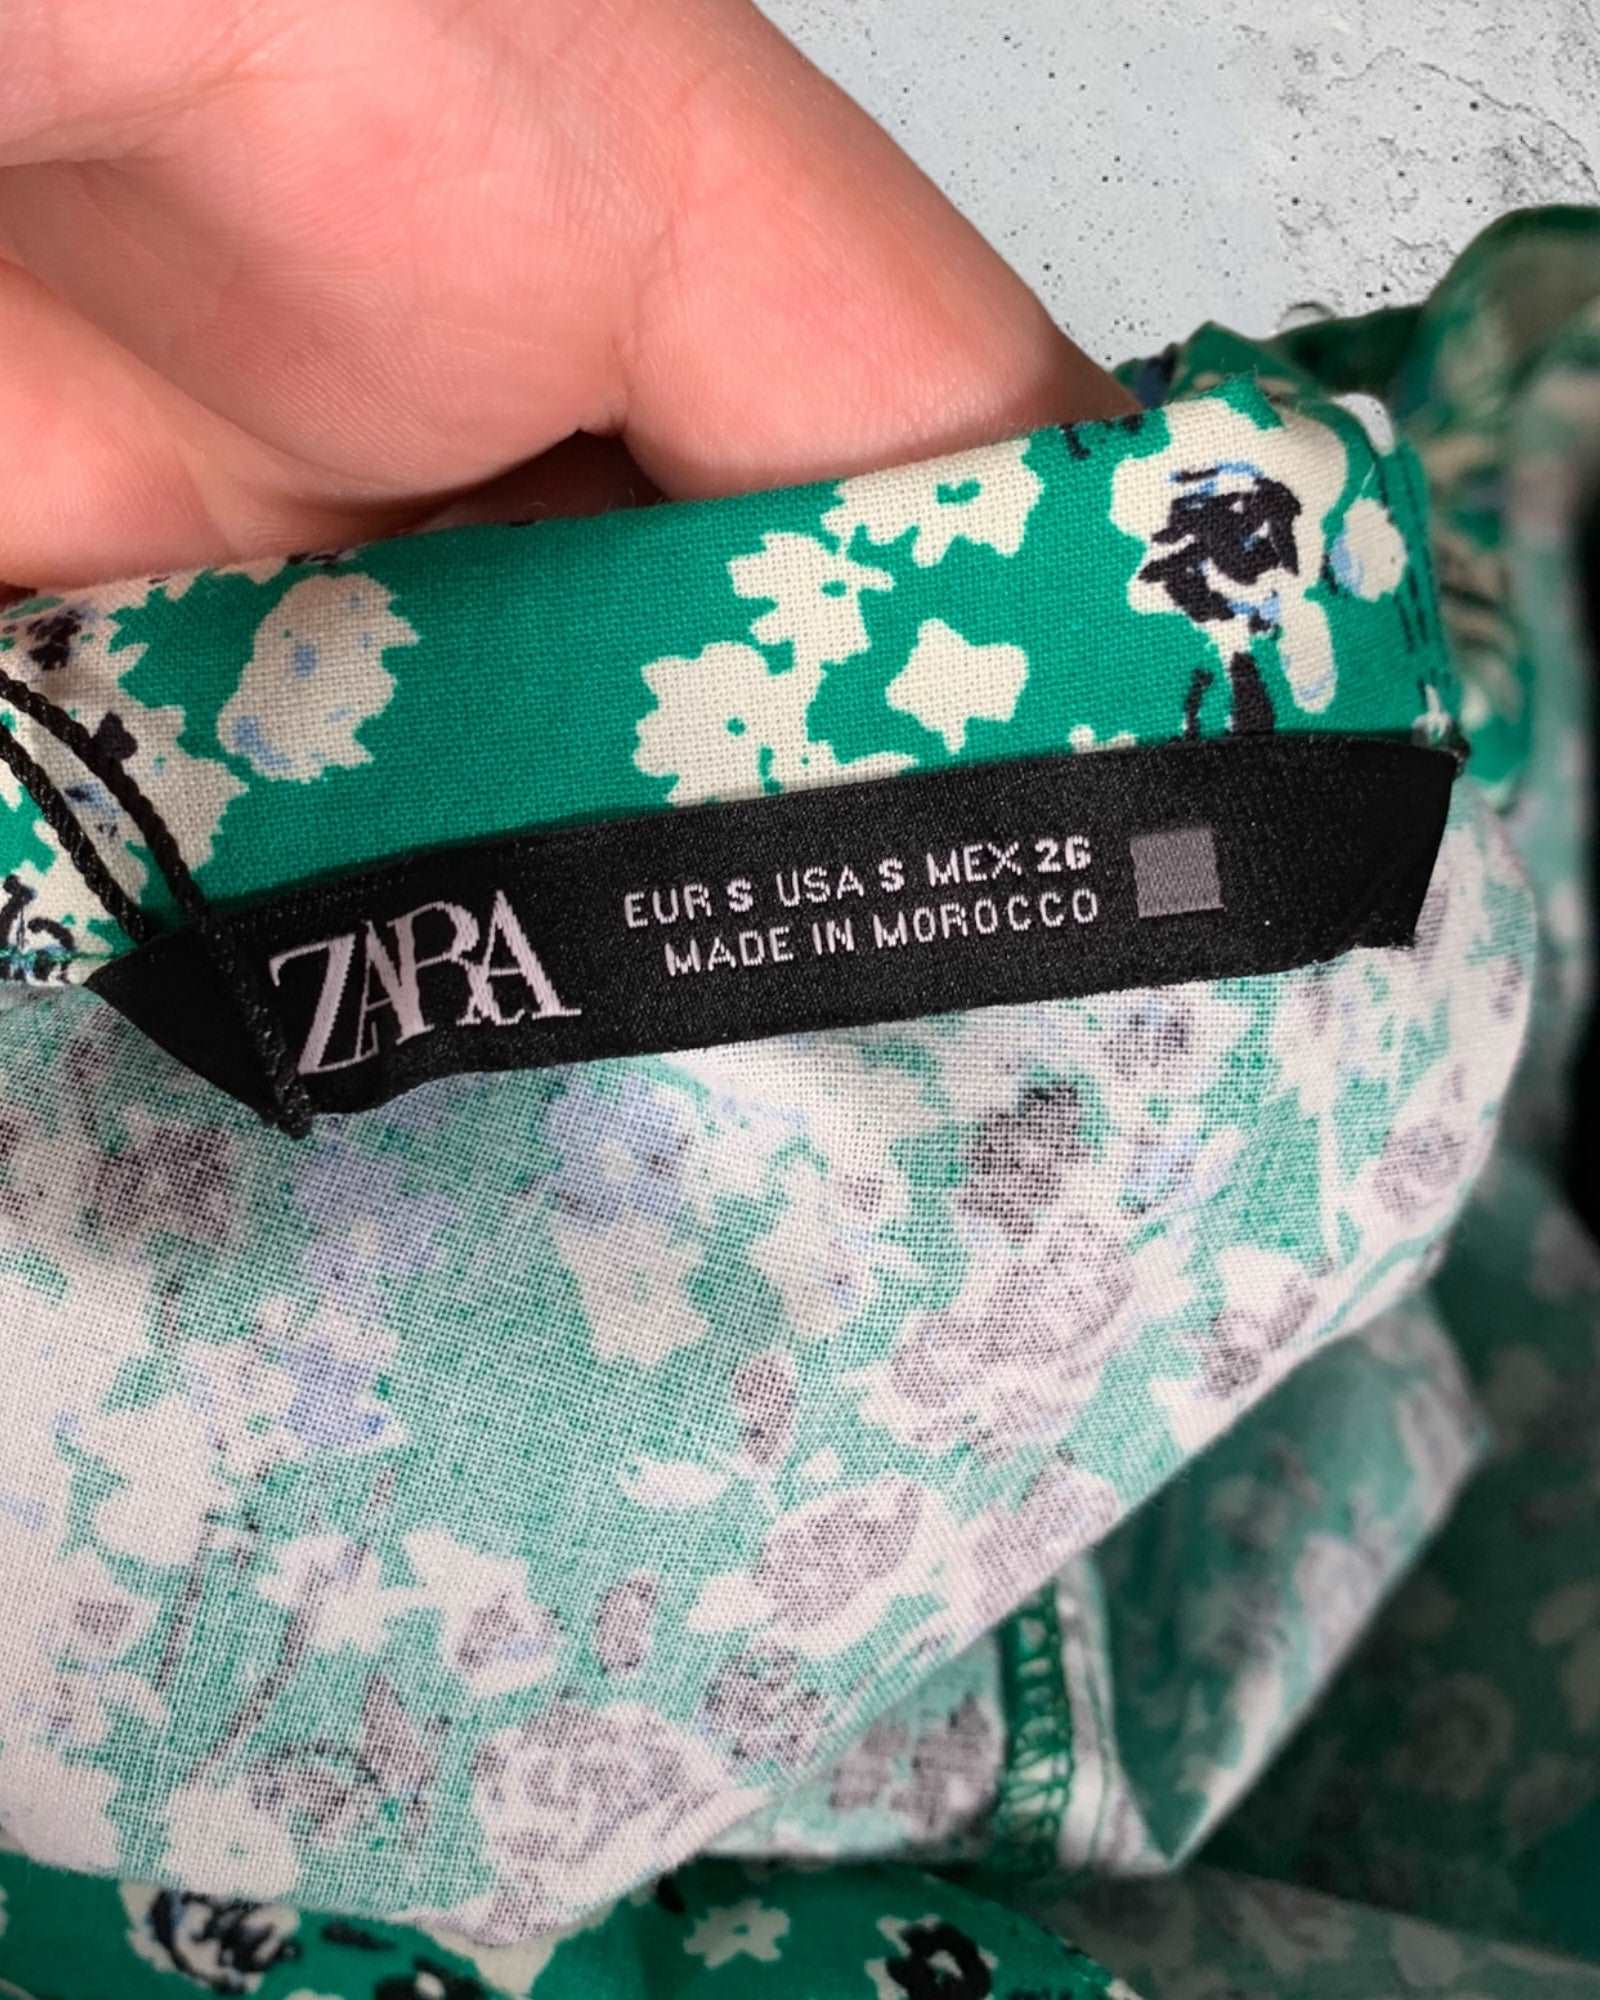 ZARA
EUR S USA S MEX 26
MADE IN MOROCCO